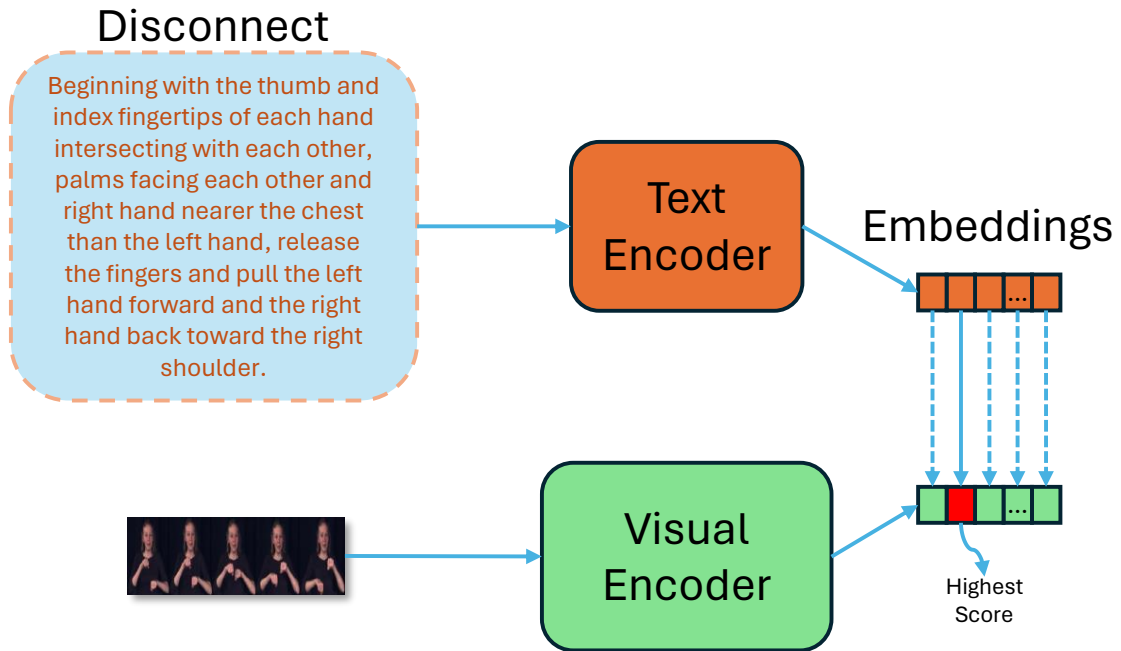 Disconnect
Beginning with the thumb and
index fingertips of each hand
intersecting with each other,
palms facing each other and
right hand nearer the chest
than the left hand, release
the fingers and pull the left
hand forward and the right
hand back toward the right
shoulder.
Text
Encoder
Embeddings
...
Visual
Encoder
...
Highest
Score